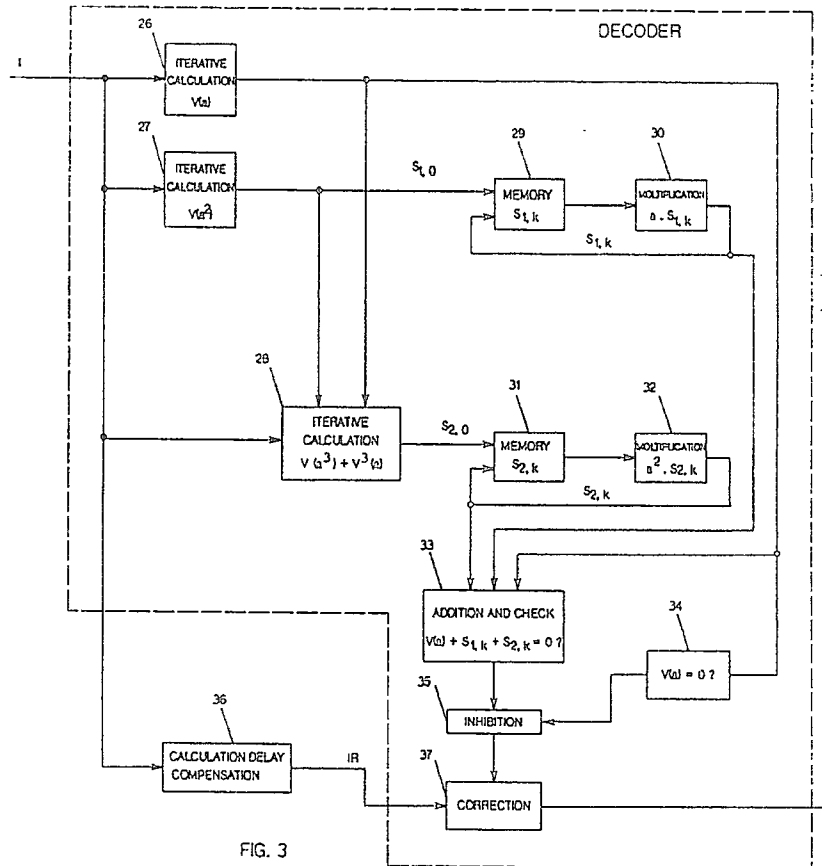 DECODER
26
I
ITERATIVE
CALCULATION
V(a)
27
ITERATIVE
CALCULATION
V(a²)
S1,0
29
MEMORY
S1,k
30
MOLTIFICATION
a . S1,k
S1,k
28
ITERATIVE
CALCULATION
V (a³) + V³(a)
S2,0
31
MEMORY
S2,k
32
MOLTIFICATION
a² . S2,k
S2,k
33
ADDITION AND CHECK
V(a) + S1,k + S2,k = 0 ?
34
V(a) = 0 ?
35
INHIBITION
36
CALCULATION DELAY
COMPENSATION
IR
37
CORRECTION
FIG. 3